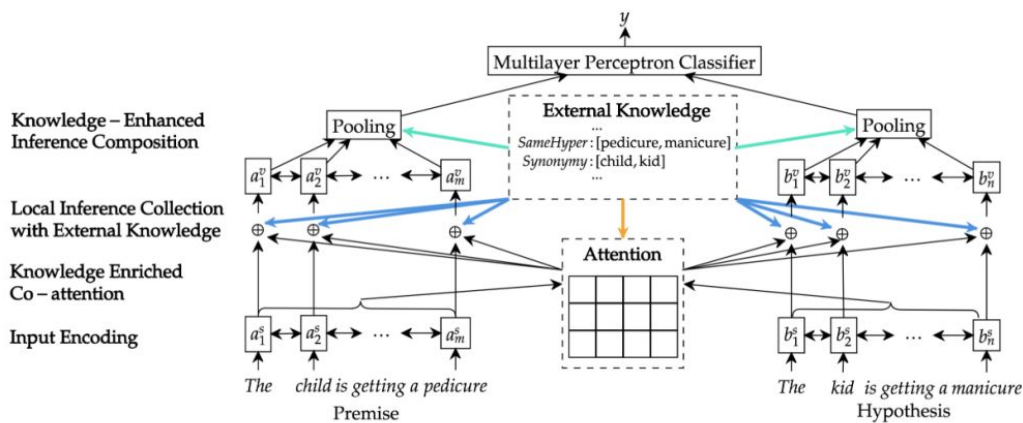 y
Multilayer Perceptron Classifier
Knowledge – Enhanced
Inference Composition
Pooling
External Knowledge
...
SameHyper : [pedicure, manicure]
Synonymy : [child, kid]
...
Pooling
a₁ᵛ a₂ᵛ ... aₘᵛ
b₁ᵛ b₂ᵛ ... bₙᵛ
Local Inference Collection
with External Knowledge
⊕ ⊕ ⊕
⊕ ⊕ ⊕
Knowledge Enriched
Co – attention
Attention
Input Encoding
a₁ˢ a₂ˢ ... aₘˢ
b₁ˢ b₂ˢ ... bₙˢ
The child is getting a pedicure
Premise
The kid is getting a manicure
Hypothesis